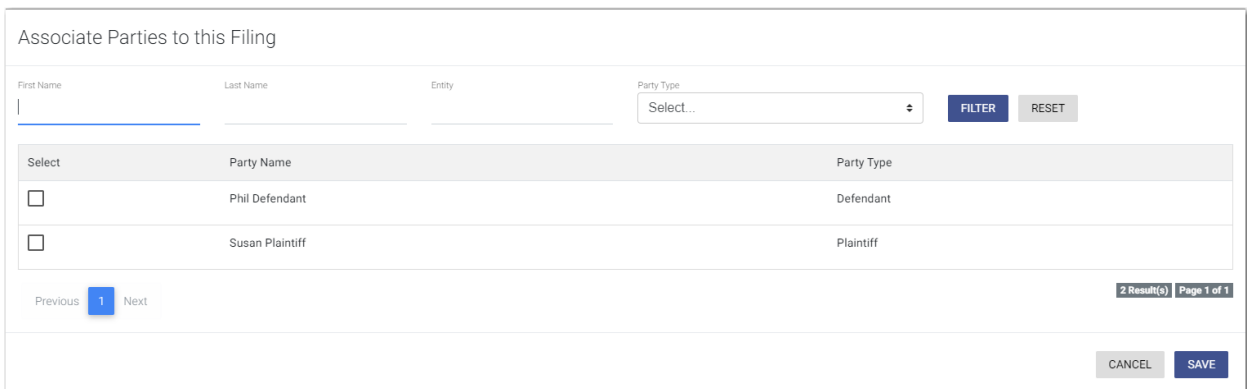 Associate Parties to this Filing
First Name Last Name Entity Party Type
Select... FILTER RESET
Select Party Name Party Type
Phil Defendant Defendant
Susan Plaintiff Plaintiff
Previous 1 Next 2 Result(s) Page 1 of 1
CANCEL SAVE